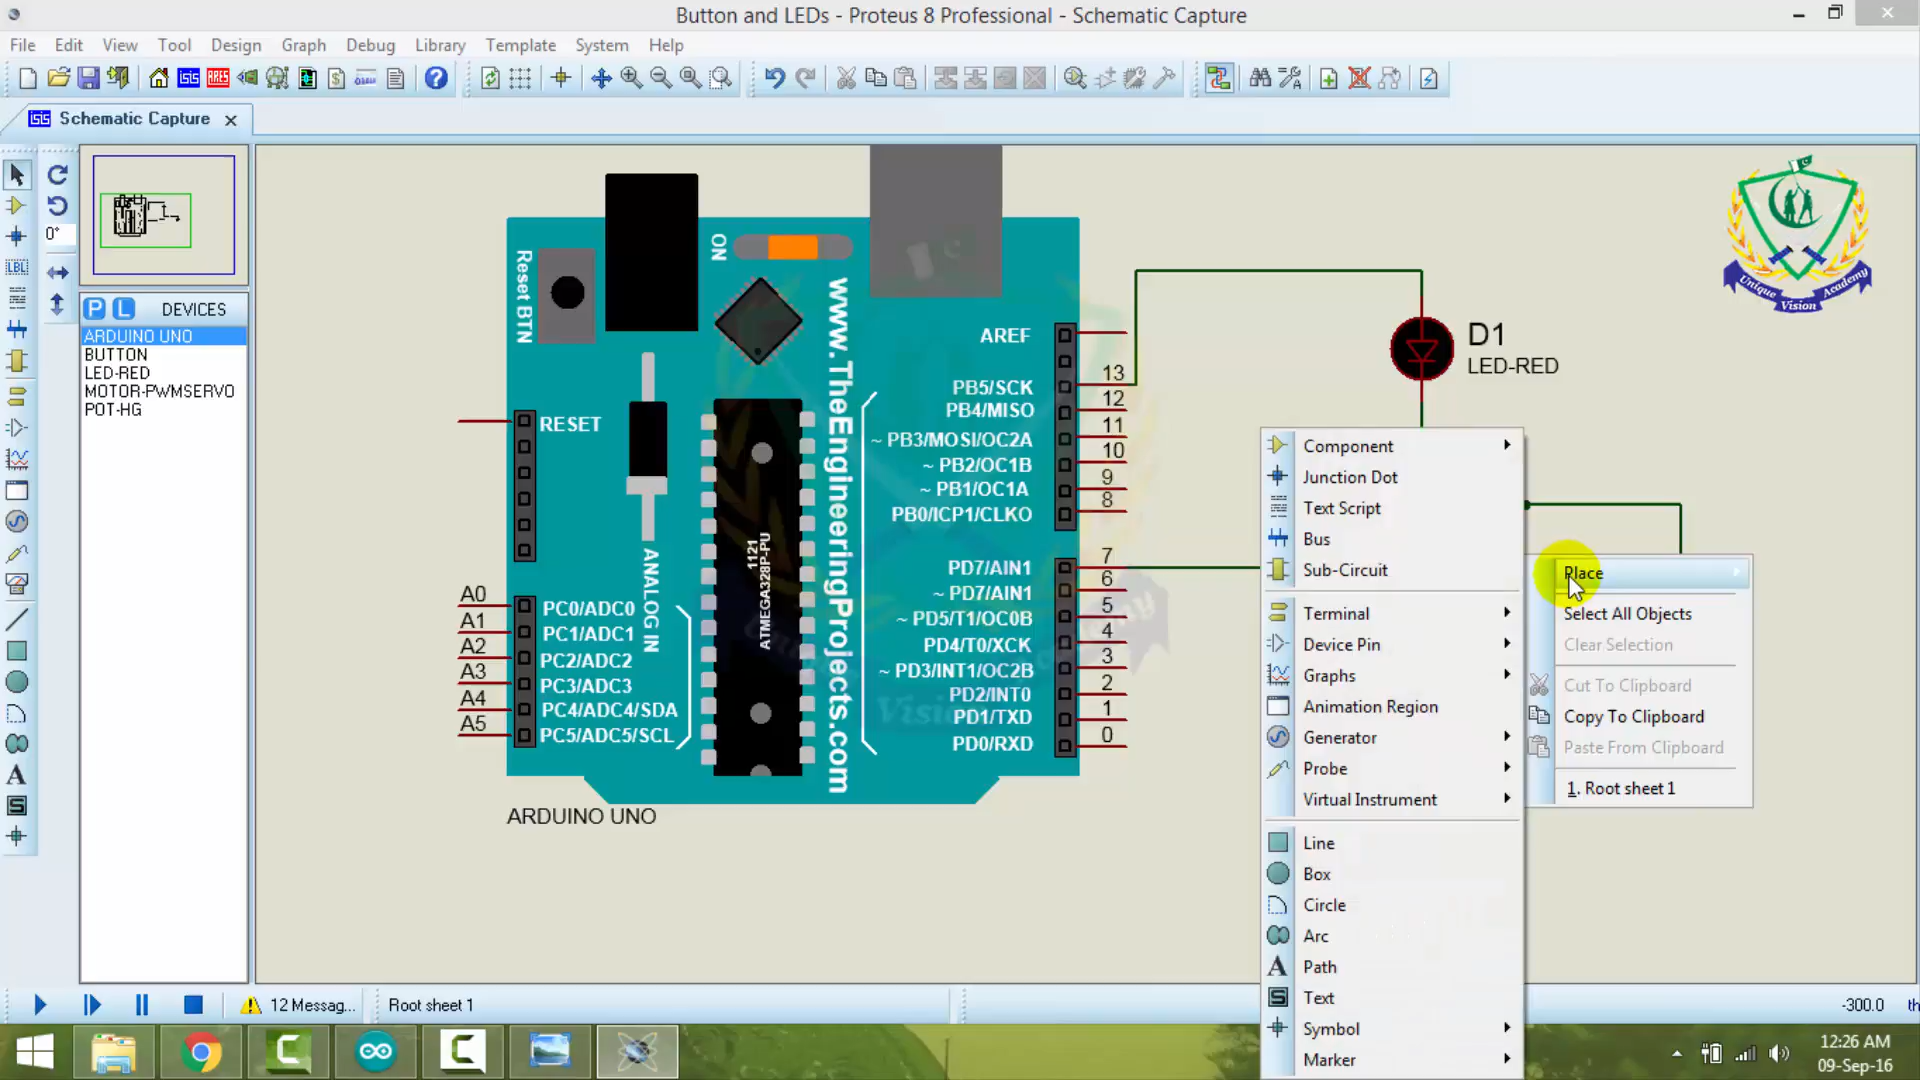 Button and LEDs - Proteus 8 Professional - Schematic Capture
File Edit View Tool Design Graph Debug Library Template System Help
Schematic Capture
0°
LBL
P L DEVICES
ARDUINO UNO
BUTTON
LED-RED
MOTOR-PWMSERVO
POT-HG
Reset BTN
ON
www.TheEngineeringProjects.com
ANALOG IN
1121
ATMEGA328P-PU
RESET
A0 PC0/ADC0
A1 PC1/ADC1
A2 PC2/ADC2
A3 PC3/ADC3
A4 PC4/ADC4/SDA
A5 PC5/ADC5/SCL
AREF
PB5/SCK 13
PB4/MISO 12
~ PB3/MOSI/OC2A 11
~ PB2/OC1B 10
~ PB1/OC1A 9
PB0/ICP1/CLKO 8
PD7/AIN1 7
~ PD7/AIN1 6
~ PD5/T1/OC0B 5
PD4/T0/XCK 4
~ PD3/INT1/OC2B 3
PD2/INT0 2
PD1/TXD 1
PD0/RXD 0
ARDUINO UNO
D1
LED-RED
Unique Vision Academy
Component
Junction Dot
Text Script
Bus
Sub-Circuit
Terminal
Device Pin
Graphs
Animation Region
Generator
Probe
Virtual Instrument
Line
Box
Circle
Arc
Path
Text
Symbol
Marker
Place
Select All Objects
Clear Selection
Cut To Clipboard
Copy To Clipboard
Paste From Clipboard
1. Root sheet 1
12 Messag...
Root sheet 1
-300.0 th
12:26 AM
09-Sep-16